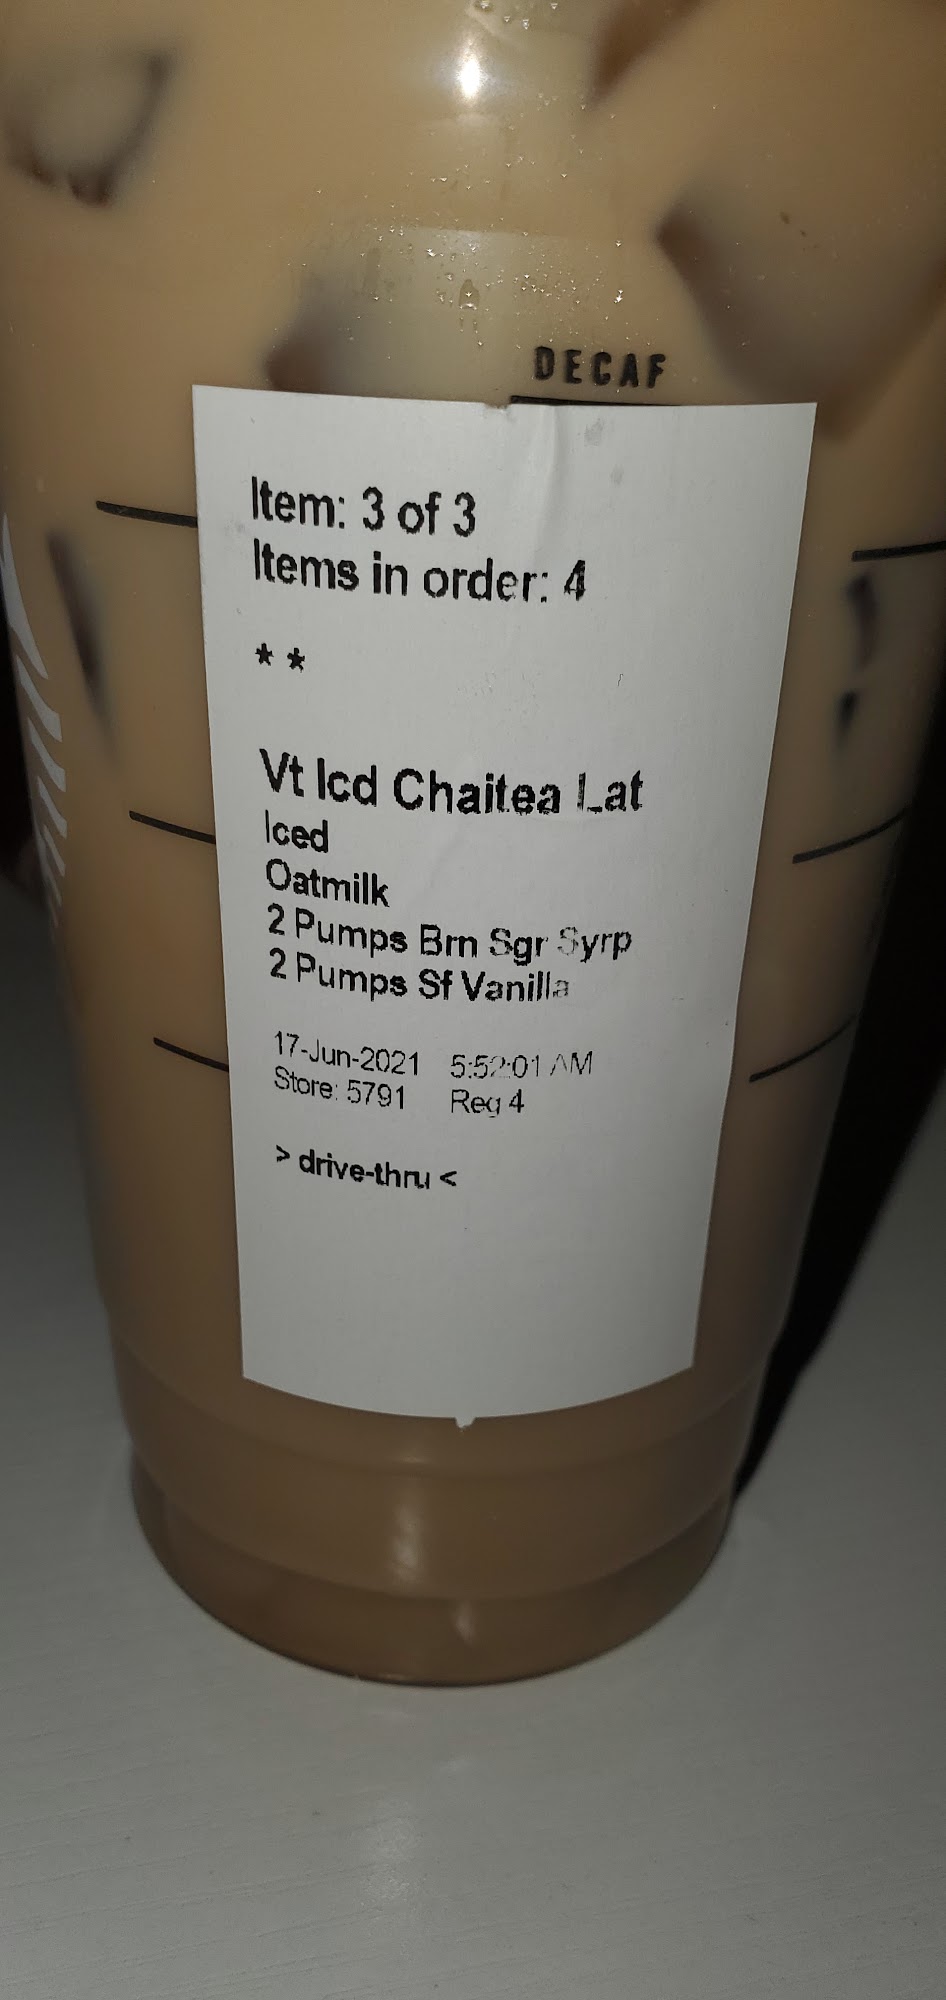 DECAF
Item: 3 of 3
Items in order: 4
* *
Vt Icd Chaitea Lat
Iced
Oatmilk
2 Pumps Brn Sgr Syrp
2 Pumps Sf Vanilla
17-Jun-2021 5:52:01 AM
Store: 5791 Reg 4
> drive-thru <